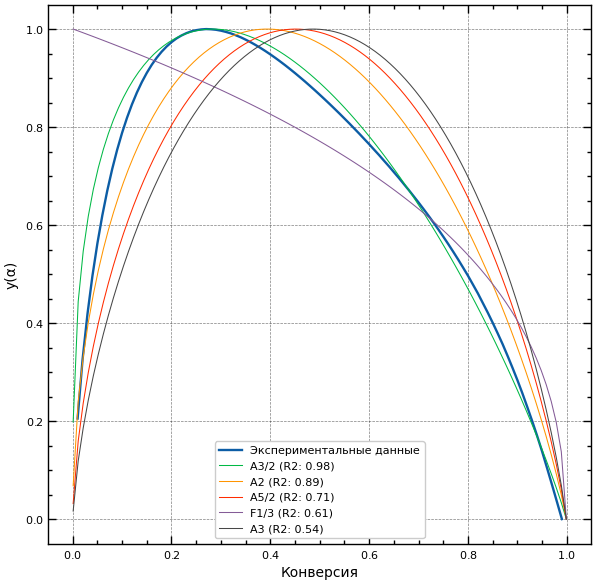 1.0
0.8
0.6
0.4
0.2
0.0
y(α)
Экспериментальные данные
A3/2 (R2: 0.98)
A2 (R2: 0.89)
A5/2 (R2: 0.71)
F1/3 (R2: 0.61)
A3 (R2: 0.54)
0.0 0.2 0.4 0.6 0.8 1.0
Конверсия